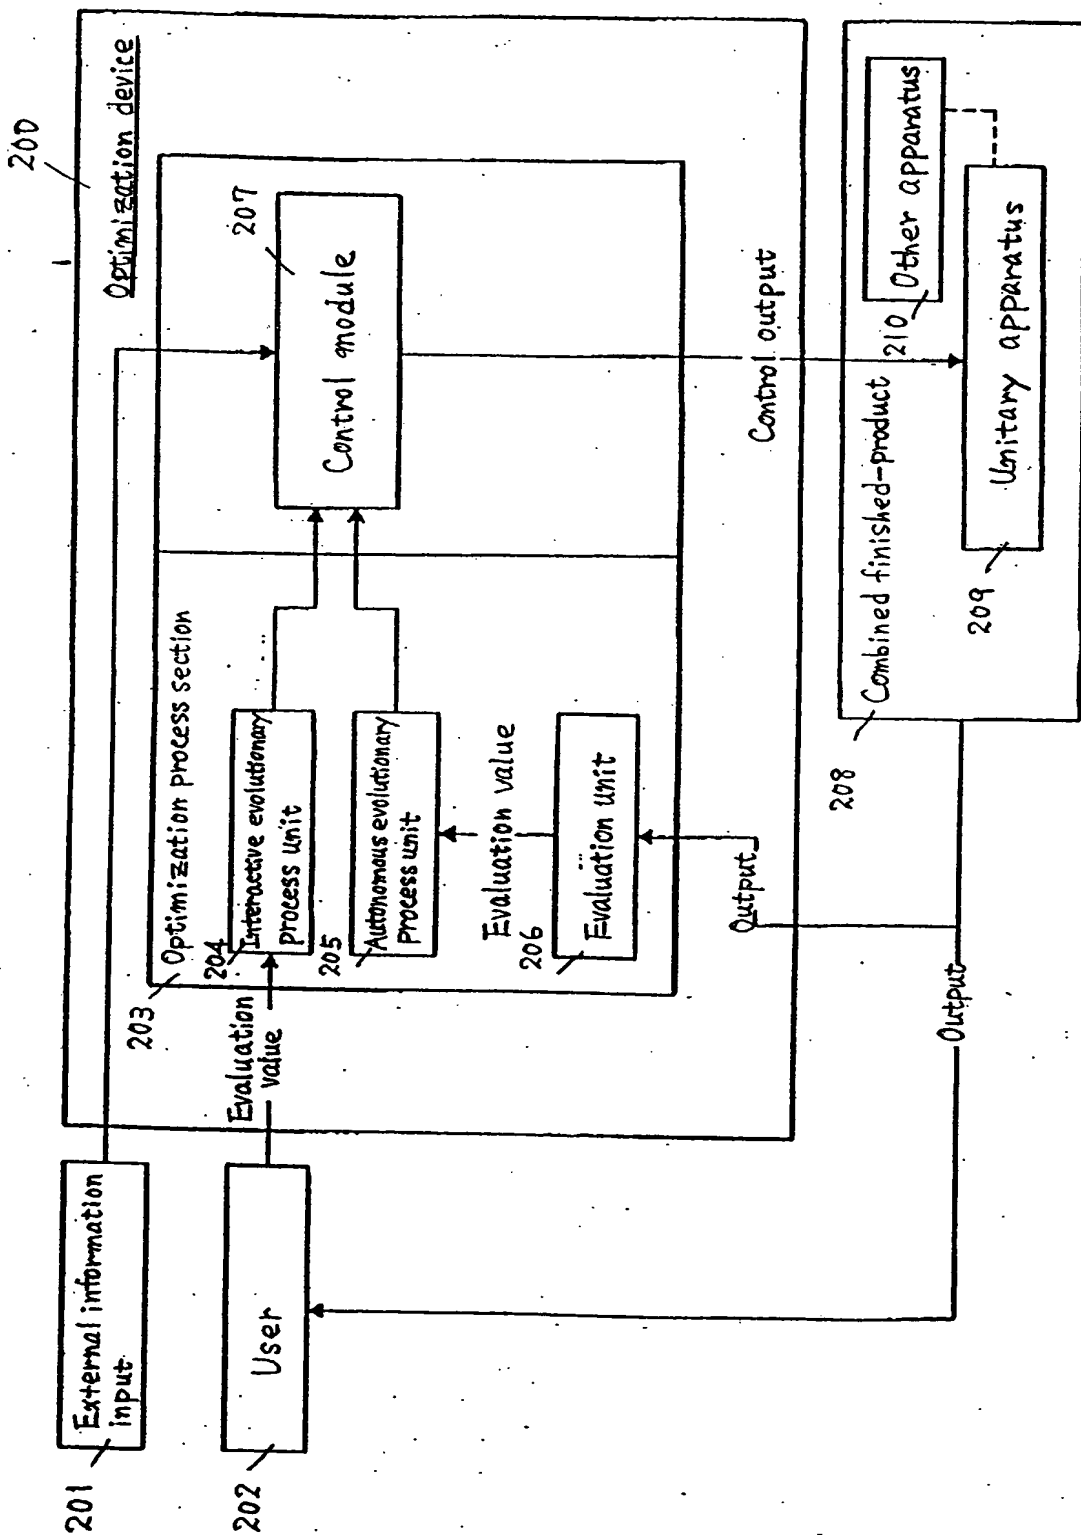 200
Optimization device
207
Control module
203
Optimization process section
204
Interactive evolutionary
process unit
205
Autonomous evolutionary
process unit
Evaluation value
206
Evaluation unit
201
External information
input
202
User
Evaluation
value
Control output
Output
Output
208
Combined finished-product
210
Other apparatus
209
Unitary apparatus